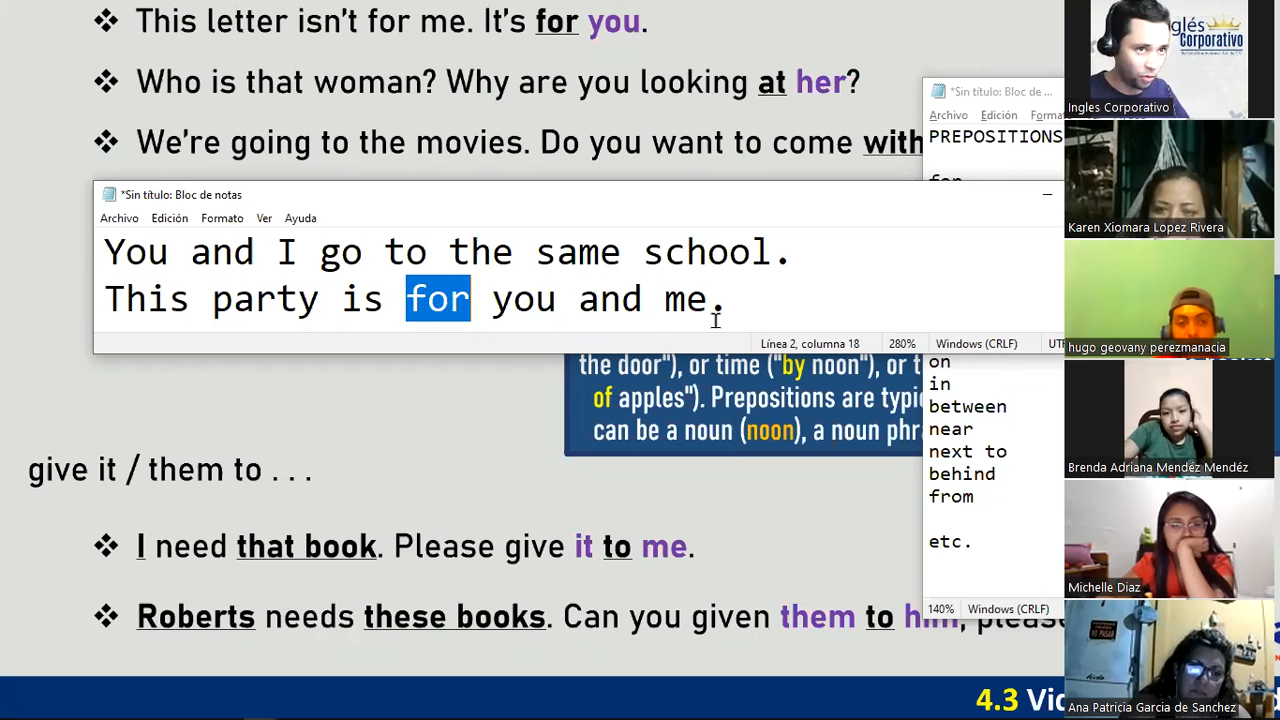 ❖ This letter isn't for me. It's for you.
❖ Who is that woman? Why are you looking at her?
❖ We're going to the movies. Do you want to come with
*Sin título: Bloc de notas
Archivo Edición Formato Ver Ayuda
You and I go to the same school.
This party is for you and me.
Línea 2, columna 18 280% Windows (CRLF)
the door"), or time ("by noon"), or t
of apples"). Prepositions are typic
can be a noun (noon), a noun phr
give it / them to . . .
❖ I need that book. Please give it to me.
❖ Roberts needs these books. Can you given them to him, please
4.3
*Sin título: Bloc de ...
Archivo Edición
PREPOSITIONS
for
on
in
between
near
next to
behind
from
etc.
140% Windows (CRLF)
glés
Corporativo
Ingles Corporativo
Karen Xiomara Lopez Rivera
hugo geovany perezmanacia
Brenda Adriana Mendéz Mendéz
Michelle Diaz
Ana Patricia Garcia de Sanchez